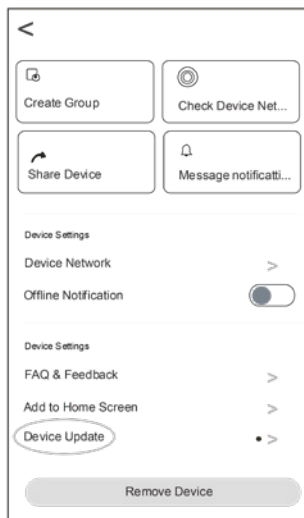 <
Create Group
Check Device Net...
Share Device
Message notificatti...
Device Settings
Device Network >
Offline Notification
Device Settings
FAQ & Feedback >
Add to Home Screen >
Device Update • >
Remove Device